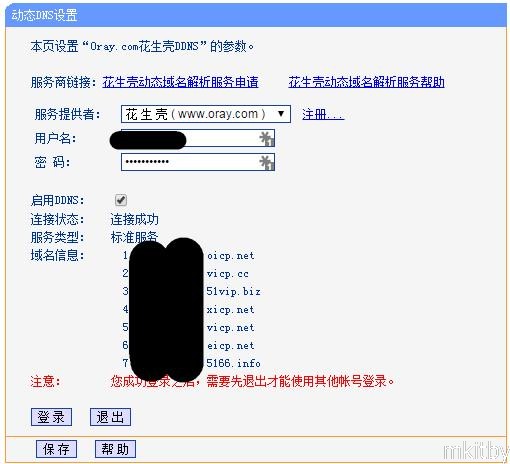 动态DNS设置
本页设置“Oray.com花生壳DDNS”的参数。
服务商链接：花生壳动态域名解析服务申请 花生壳动态域名解析服务帮助
服务提供者： 花生壳（www.oray.com） 注册...
用户名：
密 码： •••••••••••
启用DDNS：
连接状态： 连接成功
服务类型： 标准服务
域名信息： 1 oicp.net
2 vicp.cc
3 51vip.biz
4 xicp.net
5 vicp.net
6 eicp.net
7 5166.info
注意： 您成功登录之后，需要先退出才能使用其他帐号登录。
登 录 退 出
保 存 帮 助
mkitby